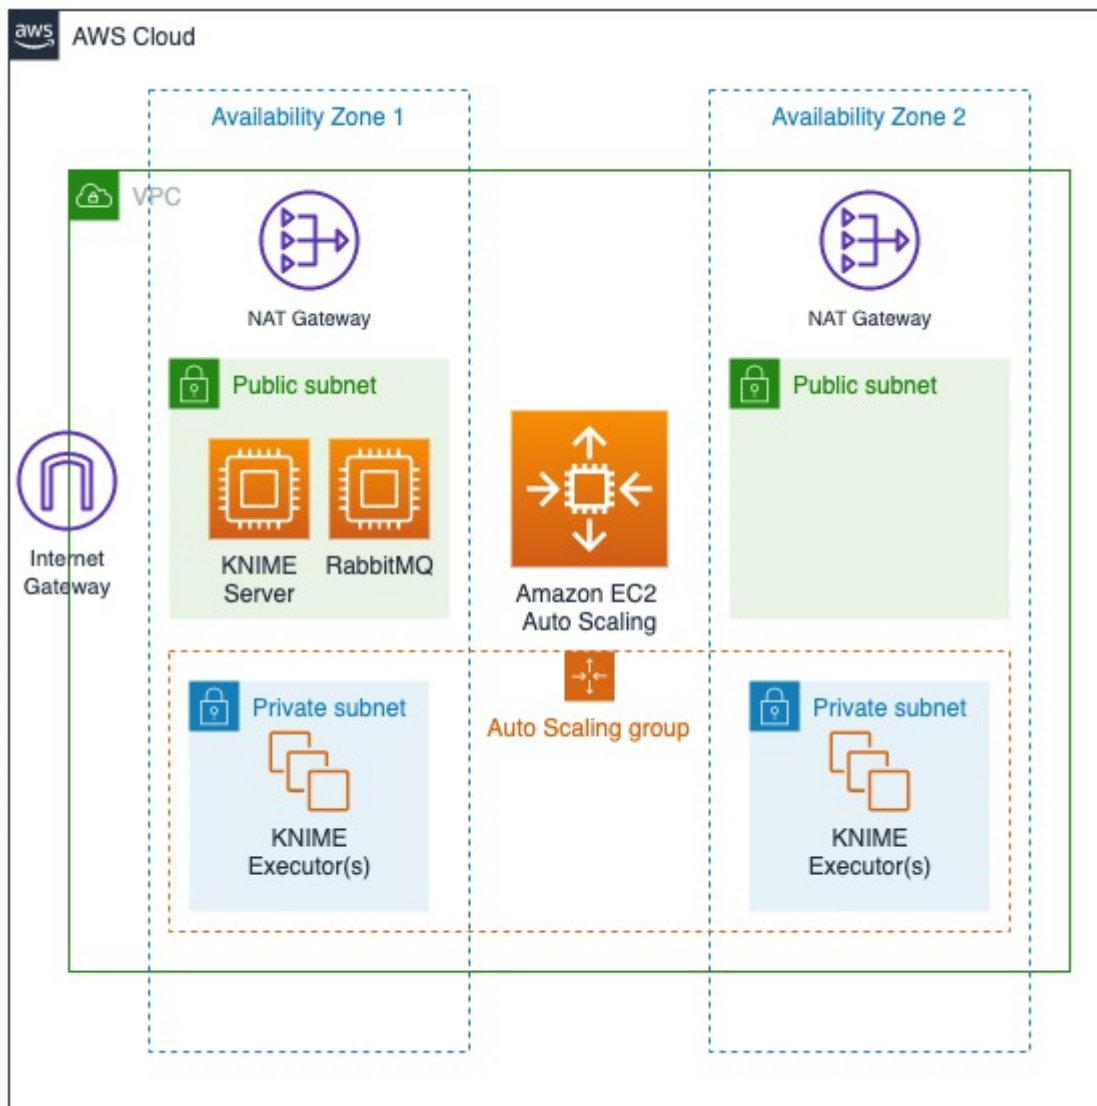 aws
AWS Cloud
Availability Zone 1
Availability Zone 2
VPC
NAT Gateway
NAT Gateway
Public subnet
Public subnet
Internet
Gateway
KNIME
Server
RabbitMQ
Amazon EC2
Auto Scaling
Private subnet
Auto Scaling group
Private subnet
KNIME
Executor(s)
KNIME
Executor(s)